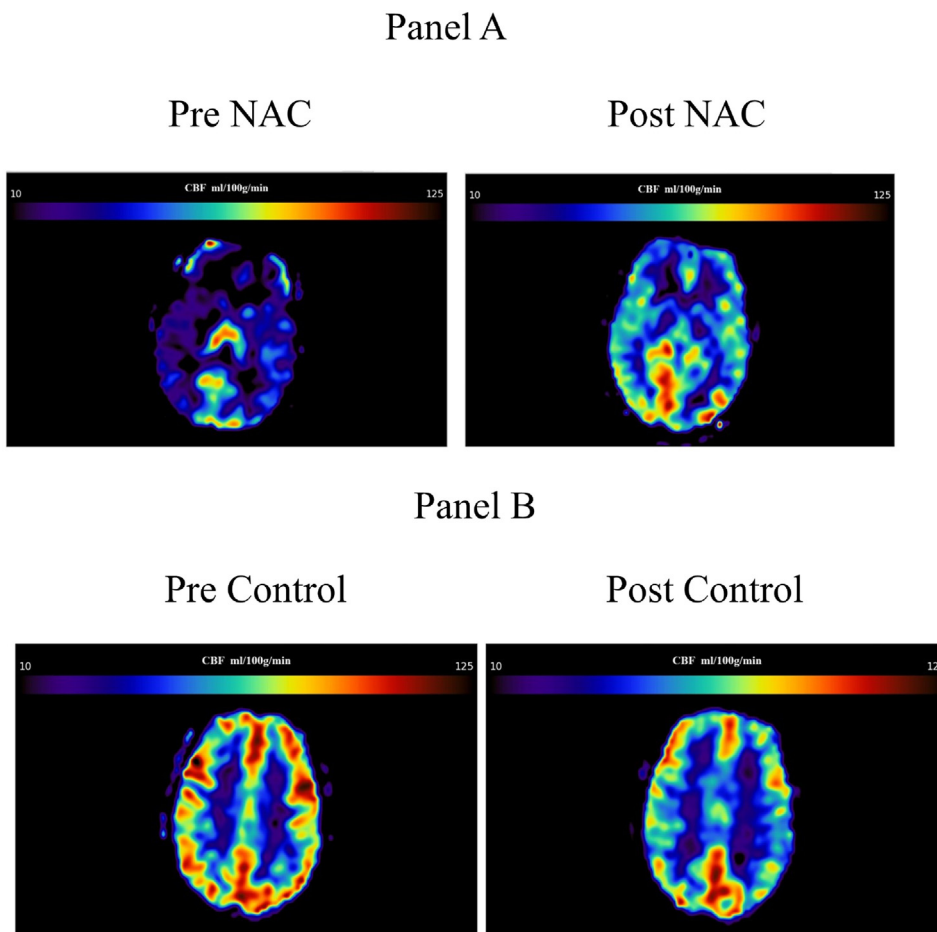 Panel A
Pre NAC
Post NAC
CBF ml/100g/min
10
125
CBF ml/100g/min
10
125
Panel B
Pre Control
Post Control
CBF ml/100g/min
10
125
CBF ml/100g/min
10
12